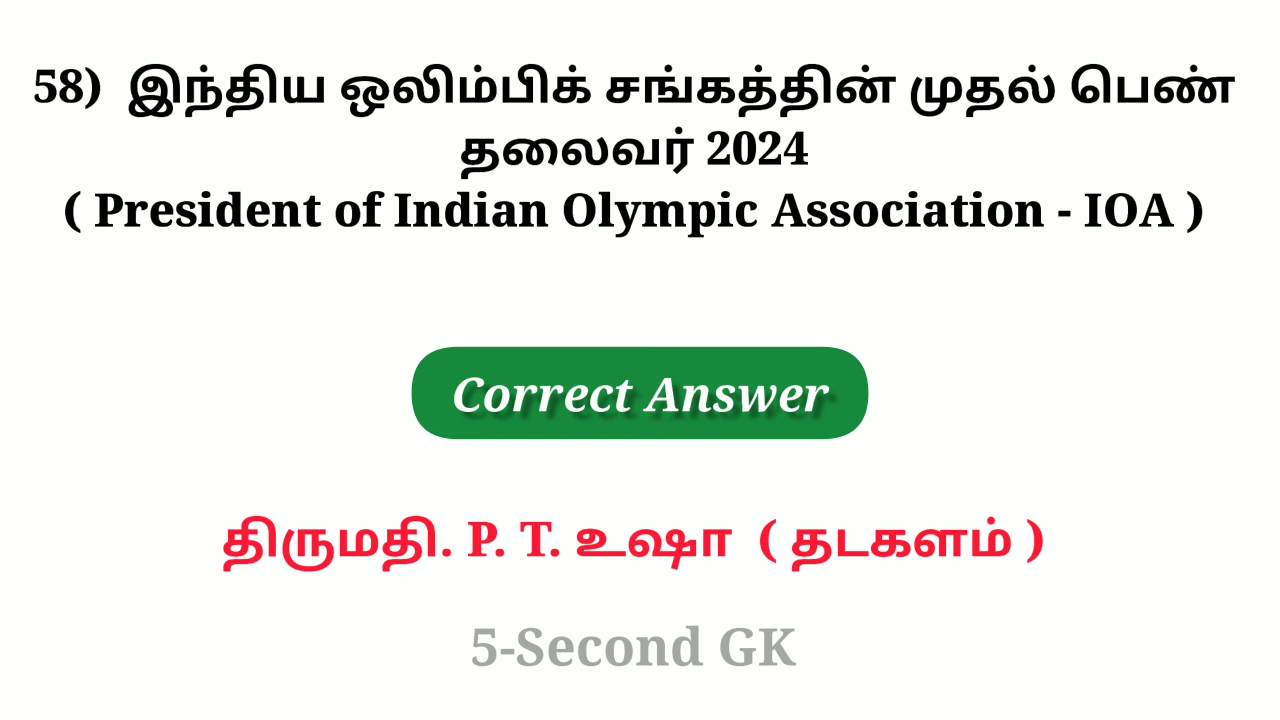 58) இந்திய ஒலிம்பிக் சங்கத்தின் முதல் பெண்
தலைவர் 2024
( President of Indian Olympic Association - IOA )
Correct Answer
திருமதி. P. T. உஷா ( தடகளம் )
5-Second GK